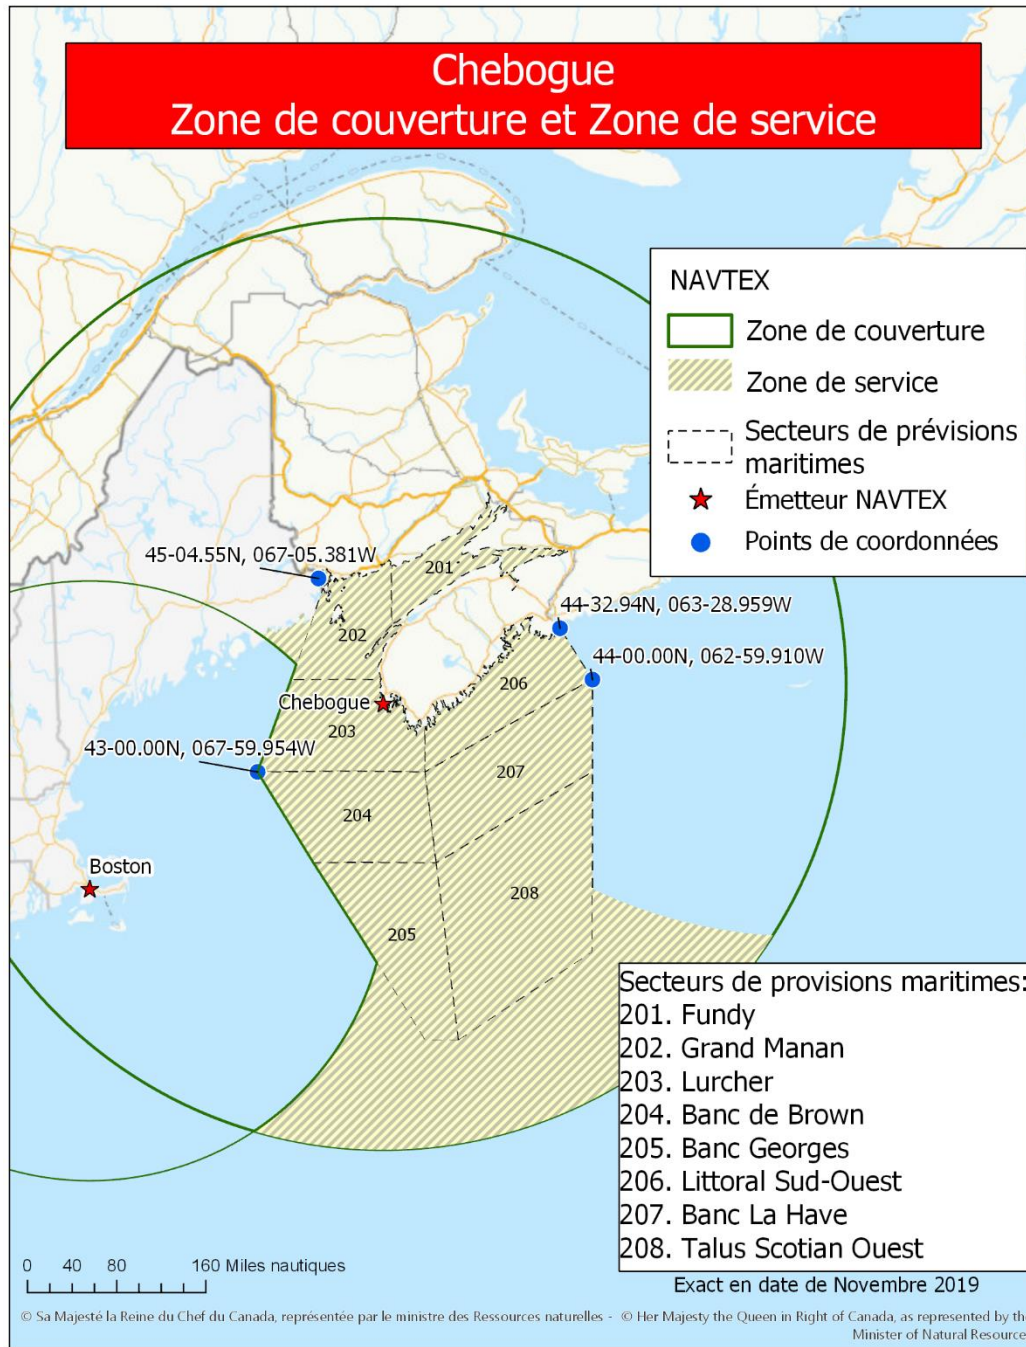 Chebogue
Zone de couverture et Zone de service
NAVTEX
Zone de couverture
Zone de service
Secteurs de prévisions
maritimes
Émetteur NAVTEX
Points de coordonnées
45-04.55N, 067-05.381W
201
44-32.94N, 063-28.959W
202
44-00.00N, 062-59.910W
206
Chebogue
203
43-00.00N, 067-59.954W
207
204
Boston
208
205
Secteurs de provisions maritimes:
201. Fundy
202. Grand Manan
203. Lurcher
204. Banc de Brown
205. Banc Georges
206. Littoral Sud-Ouest
207. Banc La Have
208. Talus Scotian Ouest
0 40 80 160 Miles nautiques
Exact en date de Novembre 2019
© Sa Majesté la Reine du Chef du Canada, représentée par le ministre des Ressources naturelles - © Her Majesty the Queen in Right of Canada, as represented by the
Minister of Natural Resource